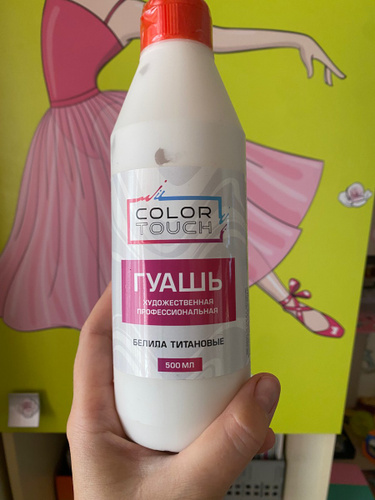 COLOR
TOUCH
ГУАШЬ
ХУДОЖЕСТВЕННАЯ
ПРОФЕССИОНАЛЬНАЯ
БЕЛИЛА ТИТАНОВЫЕ
500 МЛ